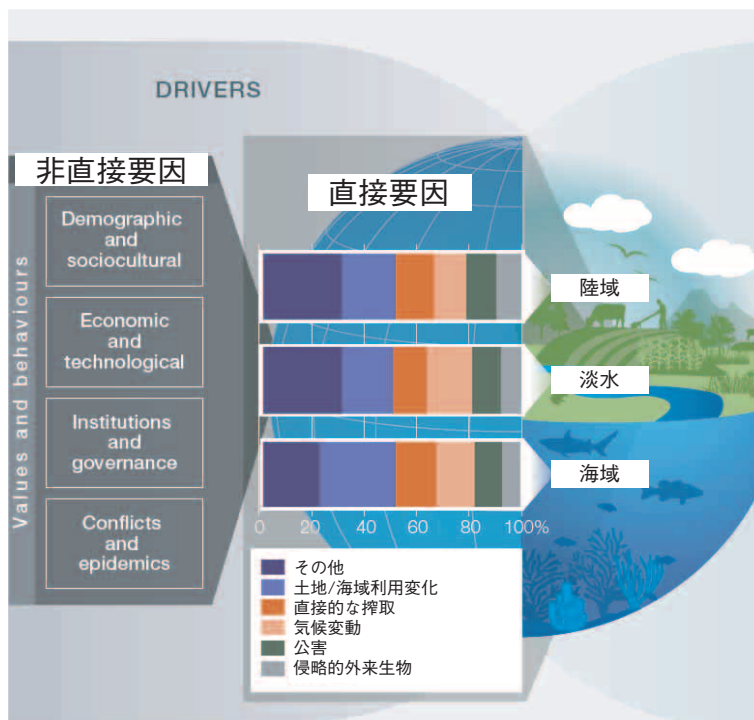 DRIVERS
非直接要因
Values and behaviours
Demographic
and
sociocultural
Economic
and
technological
Institutions
and
governance
Conflicts
and
epidemics
直接要因
陸域
淡水
海域
0 20 40 60 80 100%
その他
土地/海域利用変化
直接的な搾取
気候変動
公害
侵略的外来生物